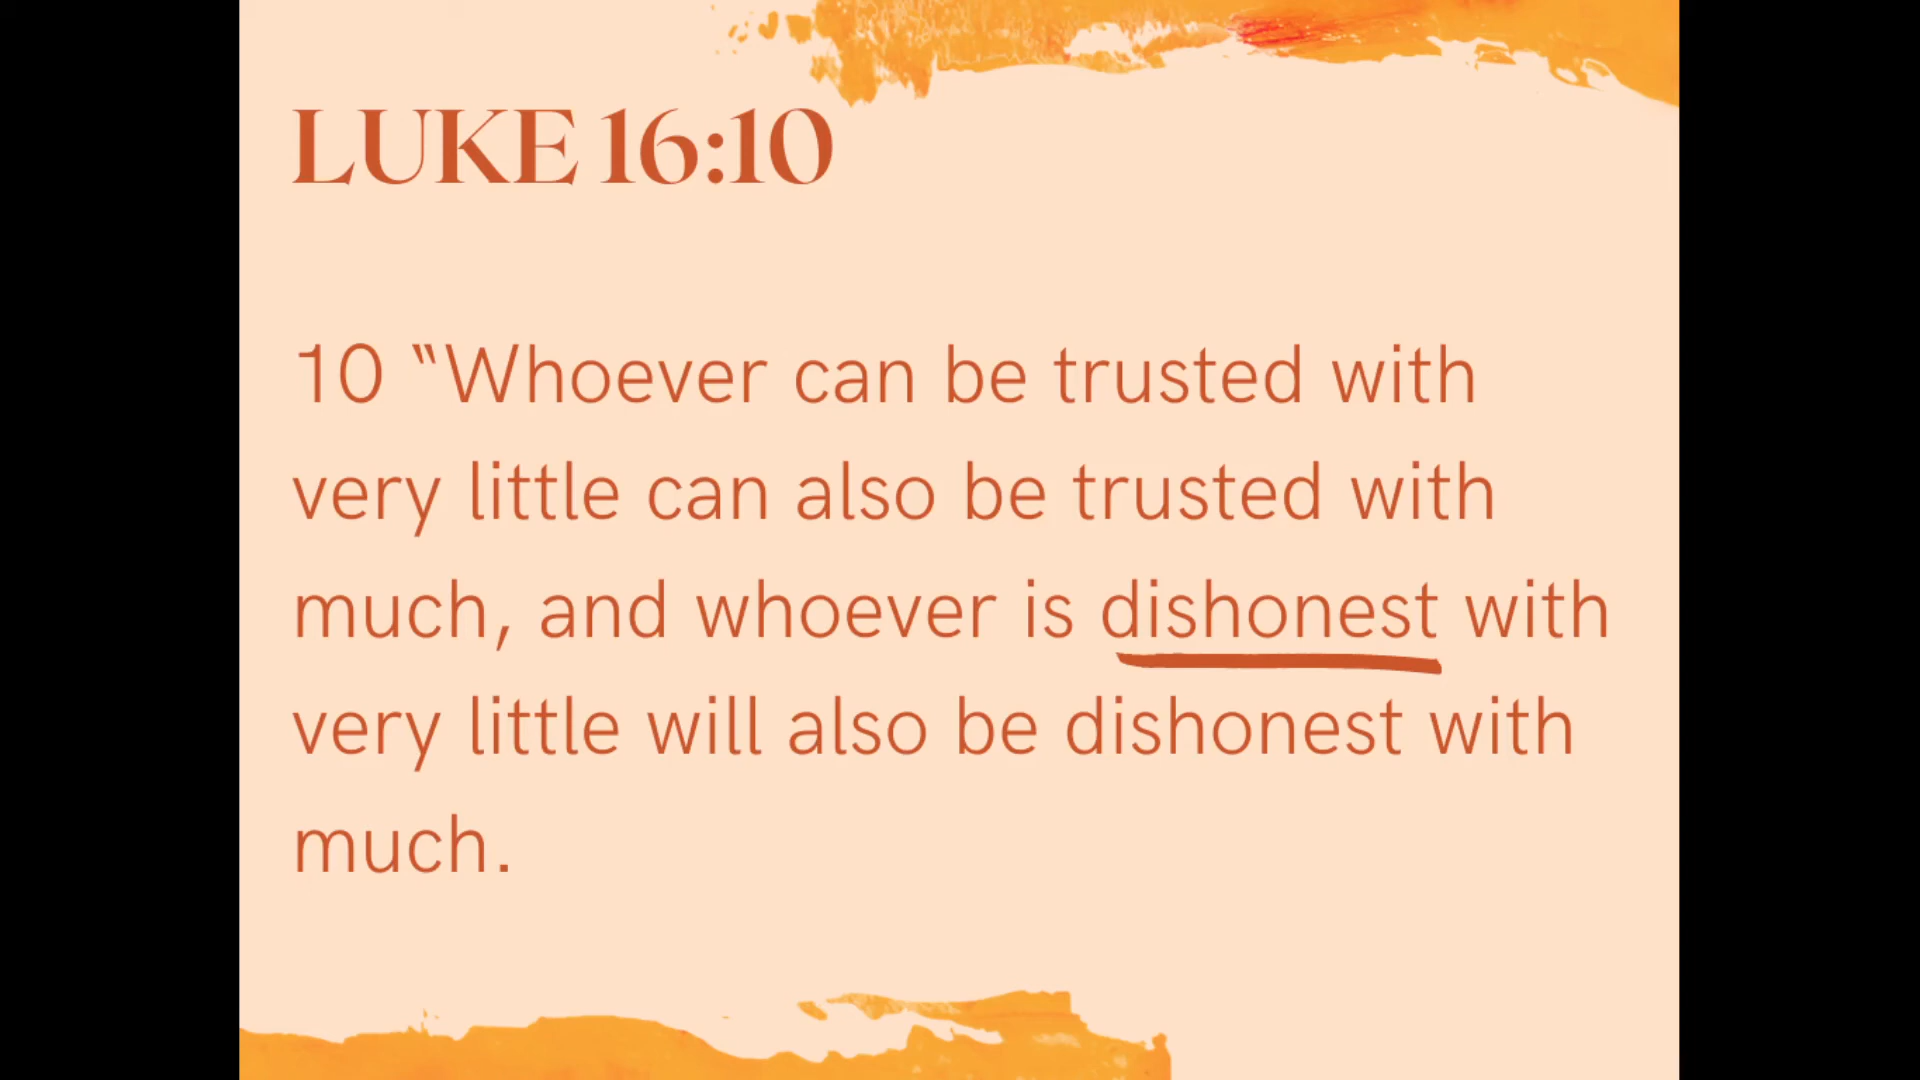 LUKE 16:10
10 “Whoever can be trusted with
very little can also be trusted with
much, and whoever is dishonest with
very little will also be dishonest with
much.